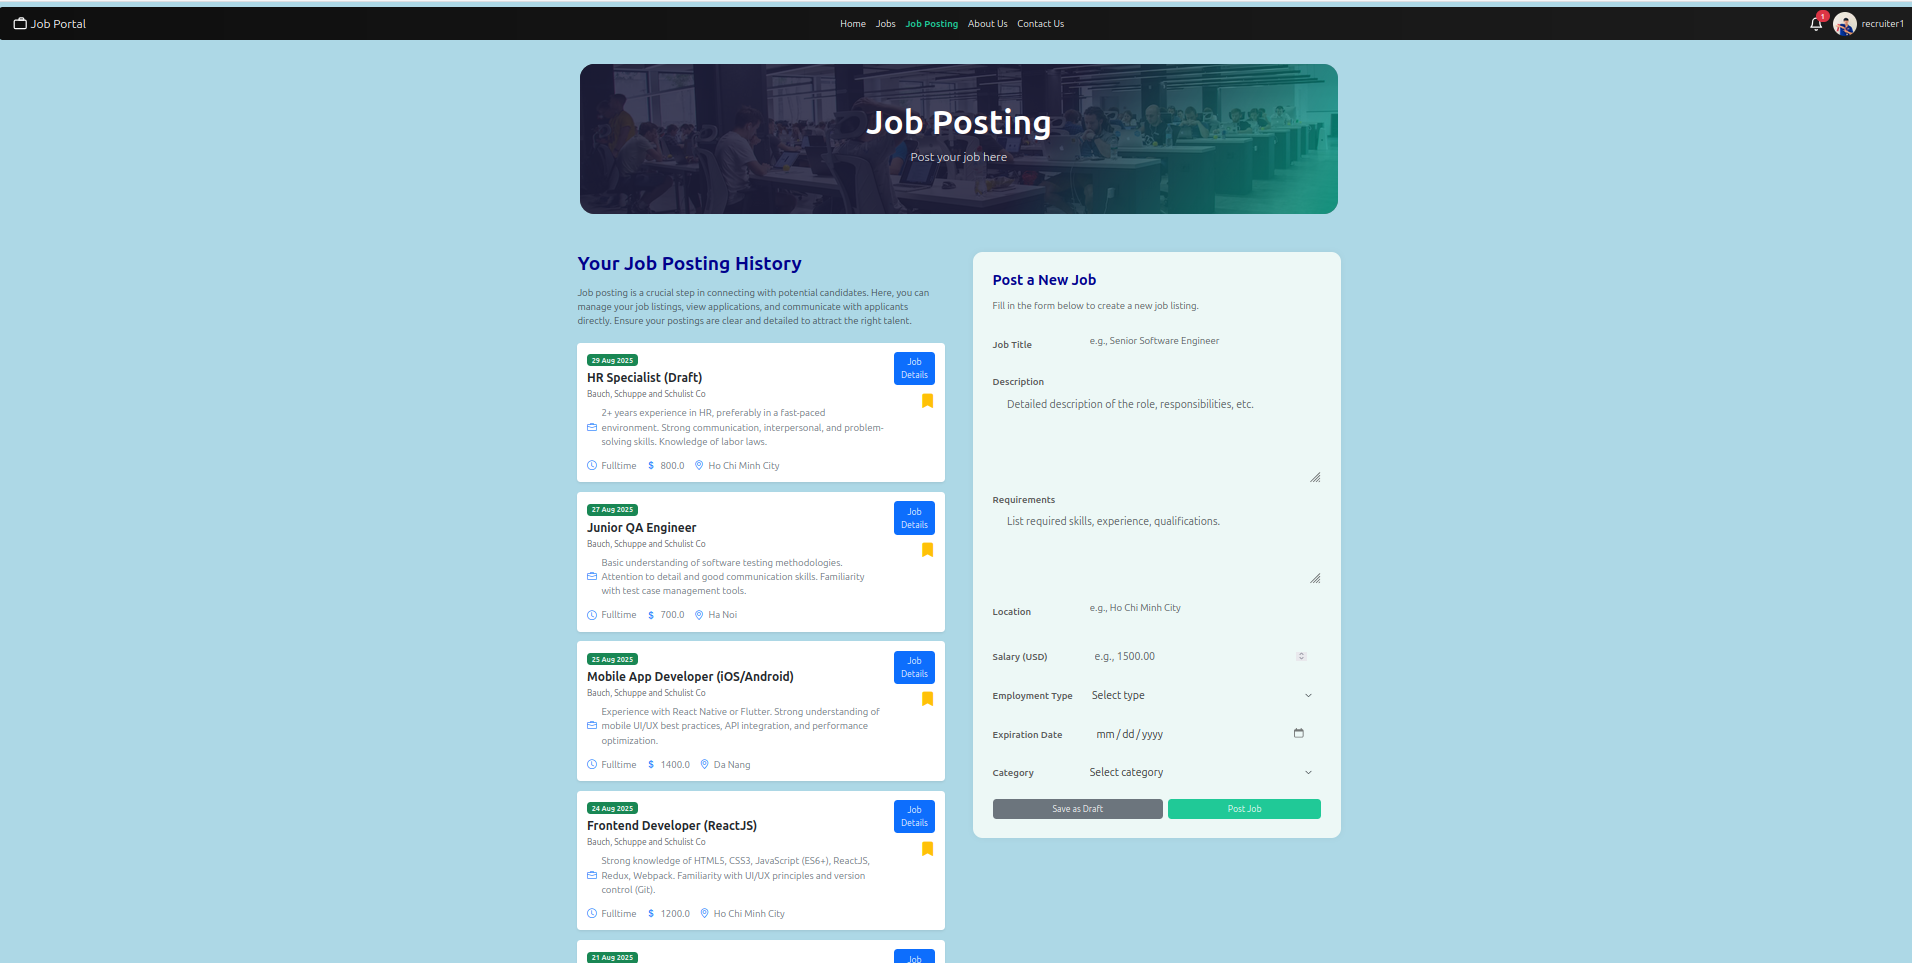 Job Portal
Home Jobs Job Posting About Us Contact Us
1
recruiter1
Job Posting
Post your job here
Your Job Posting History
Job posting is a crucial step in connecting with potential candidates. Here, you can
manage your job listings, view applications, and communicate with applicants
directly. Ensure your postings are clear and detailed to attract the right talent.
29 Aug 2025
HR Specialist (Draft)
Bauch, Schuppe and Schulist Co
2+ years experience in HR, preferably in a fast-paced
environment. Strong communication, interpersonal, and problem-
solving skills. Knowledge of labor laws.
Fulltime $ 800.0 Ho Chi Minh City
Job
Details
27 Aug 2025
Junior QA Engineer
Bauch, Schuppe and Schulist Co
Basic understanding of software testing methodologies.
Attention to detail and good communication skills. Familiarity
with test case management tools.
Fulltime $ 700.0 Ha Noi
Job
Details
25 Aug 2025
Mobile App Developer (iOS/Android)
Bauch, Schuppe and Schulist Co
Experience with React Native or Flutter. Strong understanding of
mobile UI/UX best practices, API integration, and performance
optimization.
Fulltime $ 1400.0 Da Nang
Job
Details
24 Aug 2025
Frontend Developer (ReactJS)
Bauch, Schuppe and Schulist Co
Strong knowledge of HTML5, CSS3, JavaScript (ES6+), ReactJS,
Redux, Webpack. Familiarity with UI/UX principles and version
control (Git).
Fulltime $ 1200.0 Ho Chi Minh City
Job
Details
21 Aug 2025
Job
Post a New Job
Fill in the form below to create a new job listing.
Job Title e.g., Senior Software Engineer
Description
Detailed description of the role, responsibilities, etc.
Requirements
List required skills, experience, qualifications.
Location e.g., Ho Chi Minh City
Salary (USD) e.g., 1500.00
Employment Type Select type
Expiration Date mm/dd/yyyy
Category Select category
Save as Draft Post Job